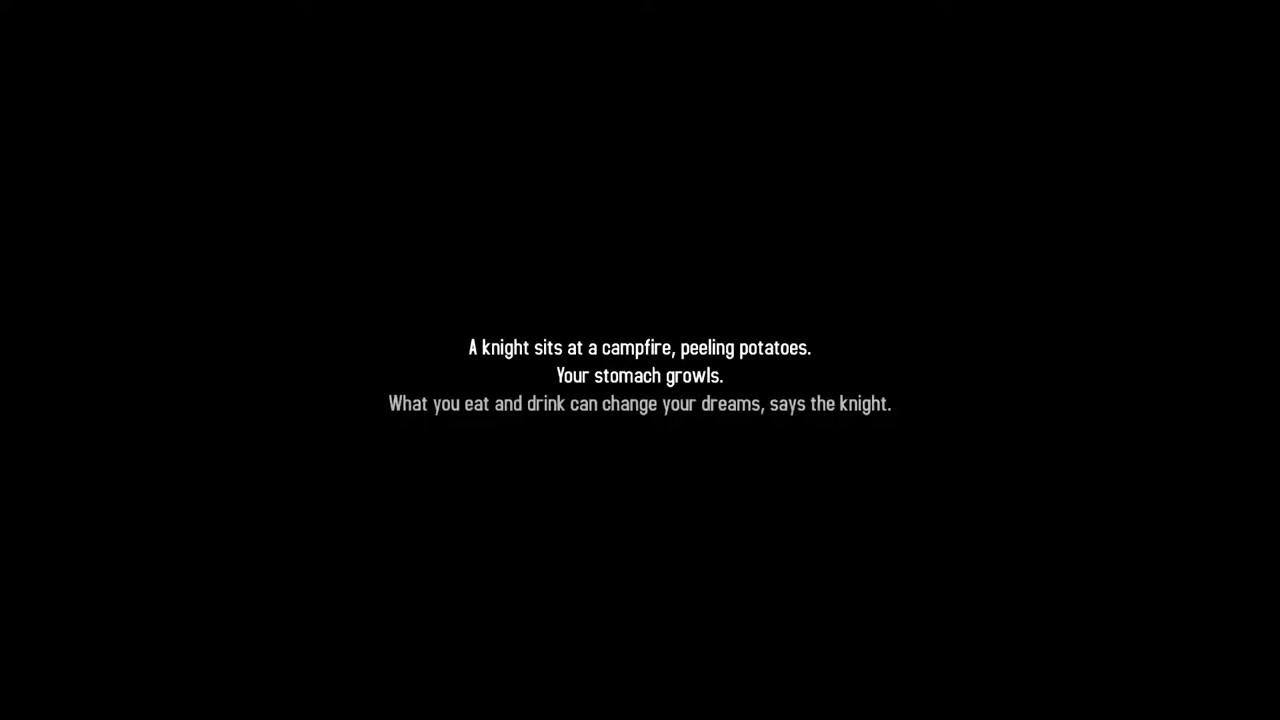 A knight sits at a campfire, peeling potatoes.
Your stomach growls.
What you eat and drink can change your dreams, says the knight.